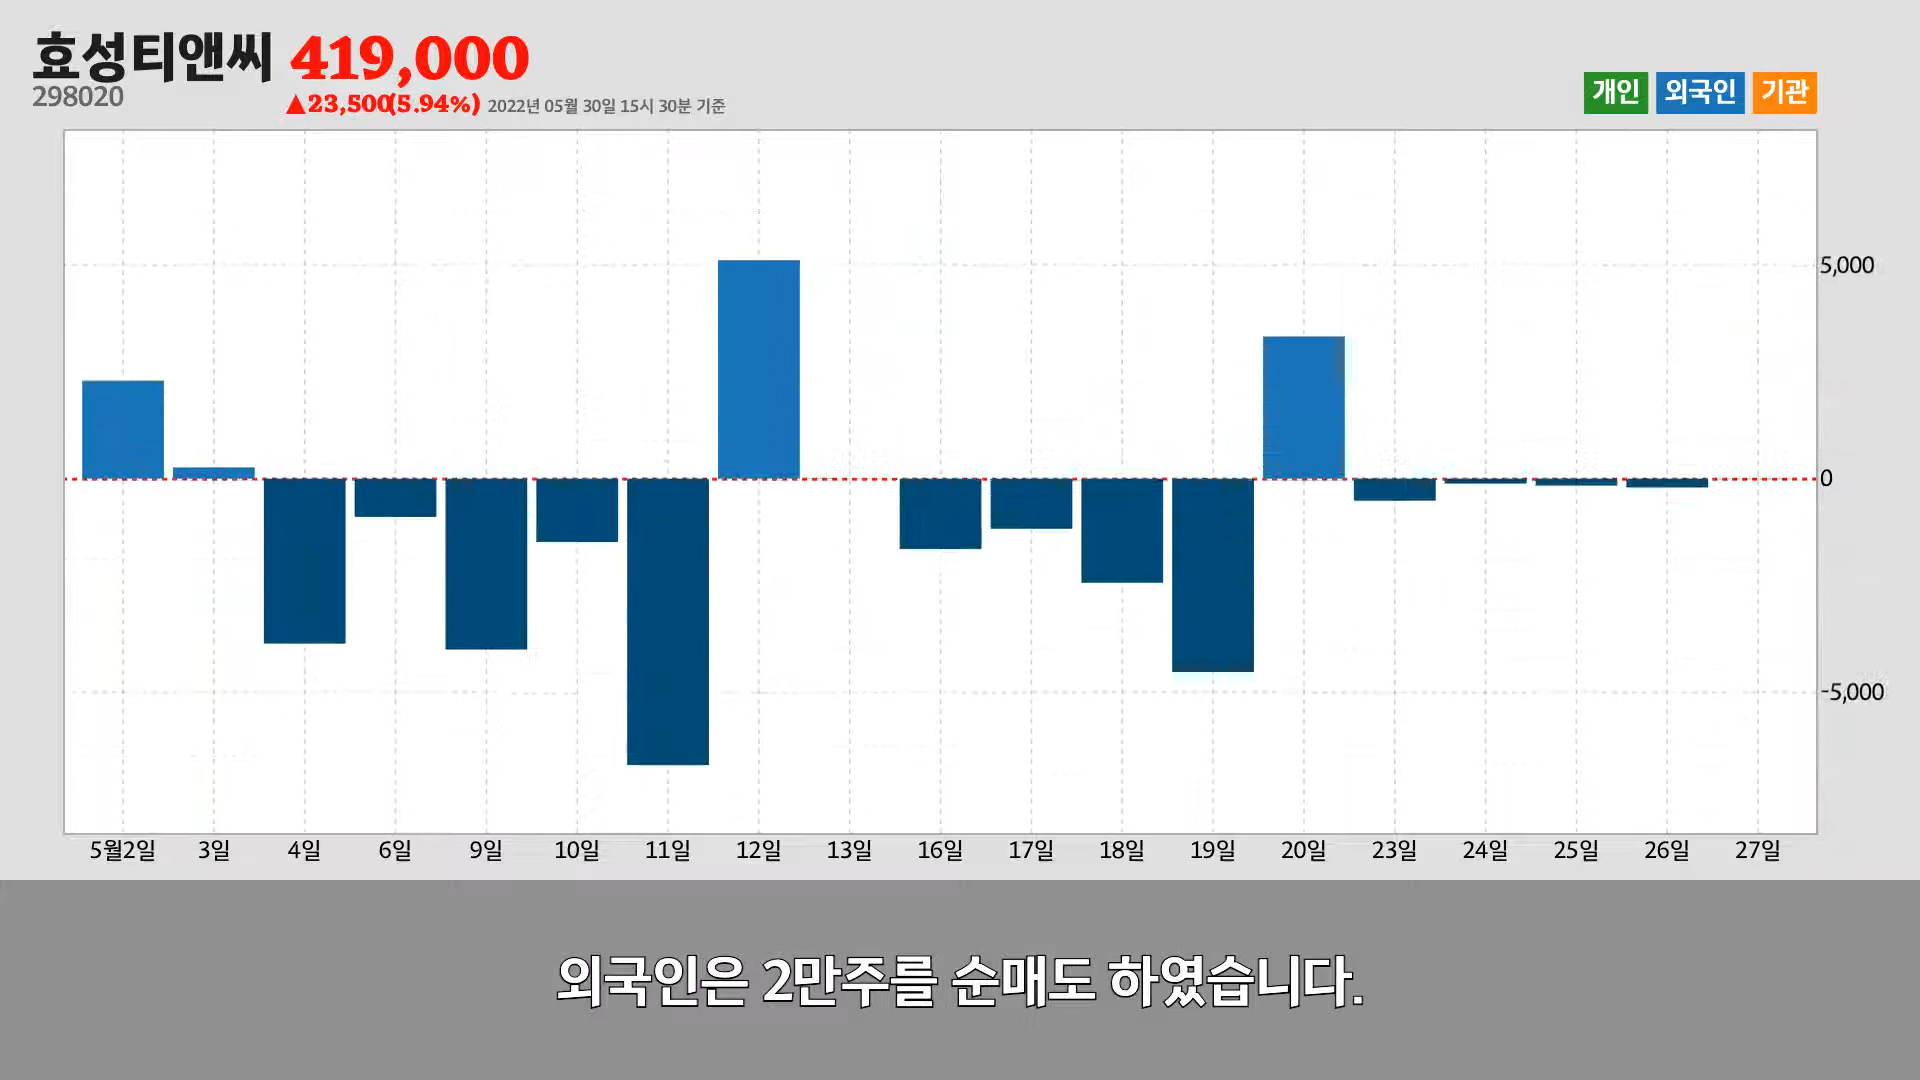 효성티앤씨 419,000
298020 ▲23,500(5.94%) 2022년 05월 30일 15시 30분 기준
개인 외국인 기관
5,000
0
-5,000
5월2일 3일 4일 6일 9일 10일 11일 12일 13일 16일 17일 18일 19일 20일 23일 24일 25일 26일 27일
외국인은 2만주를 순매도 하였습니다.